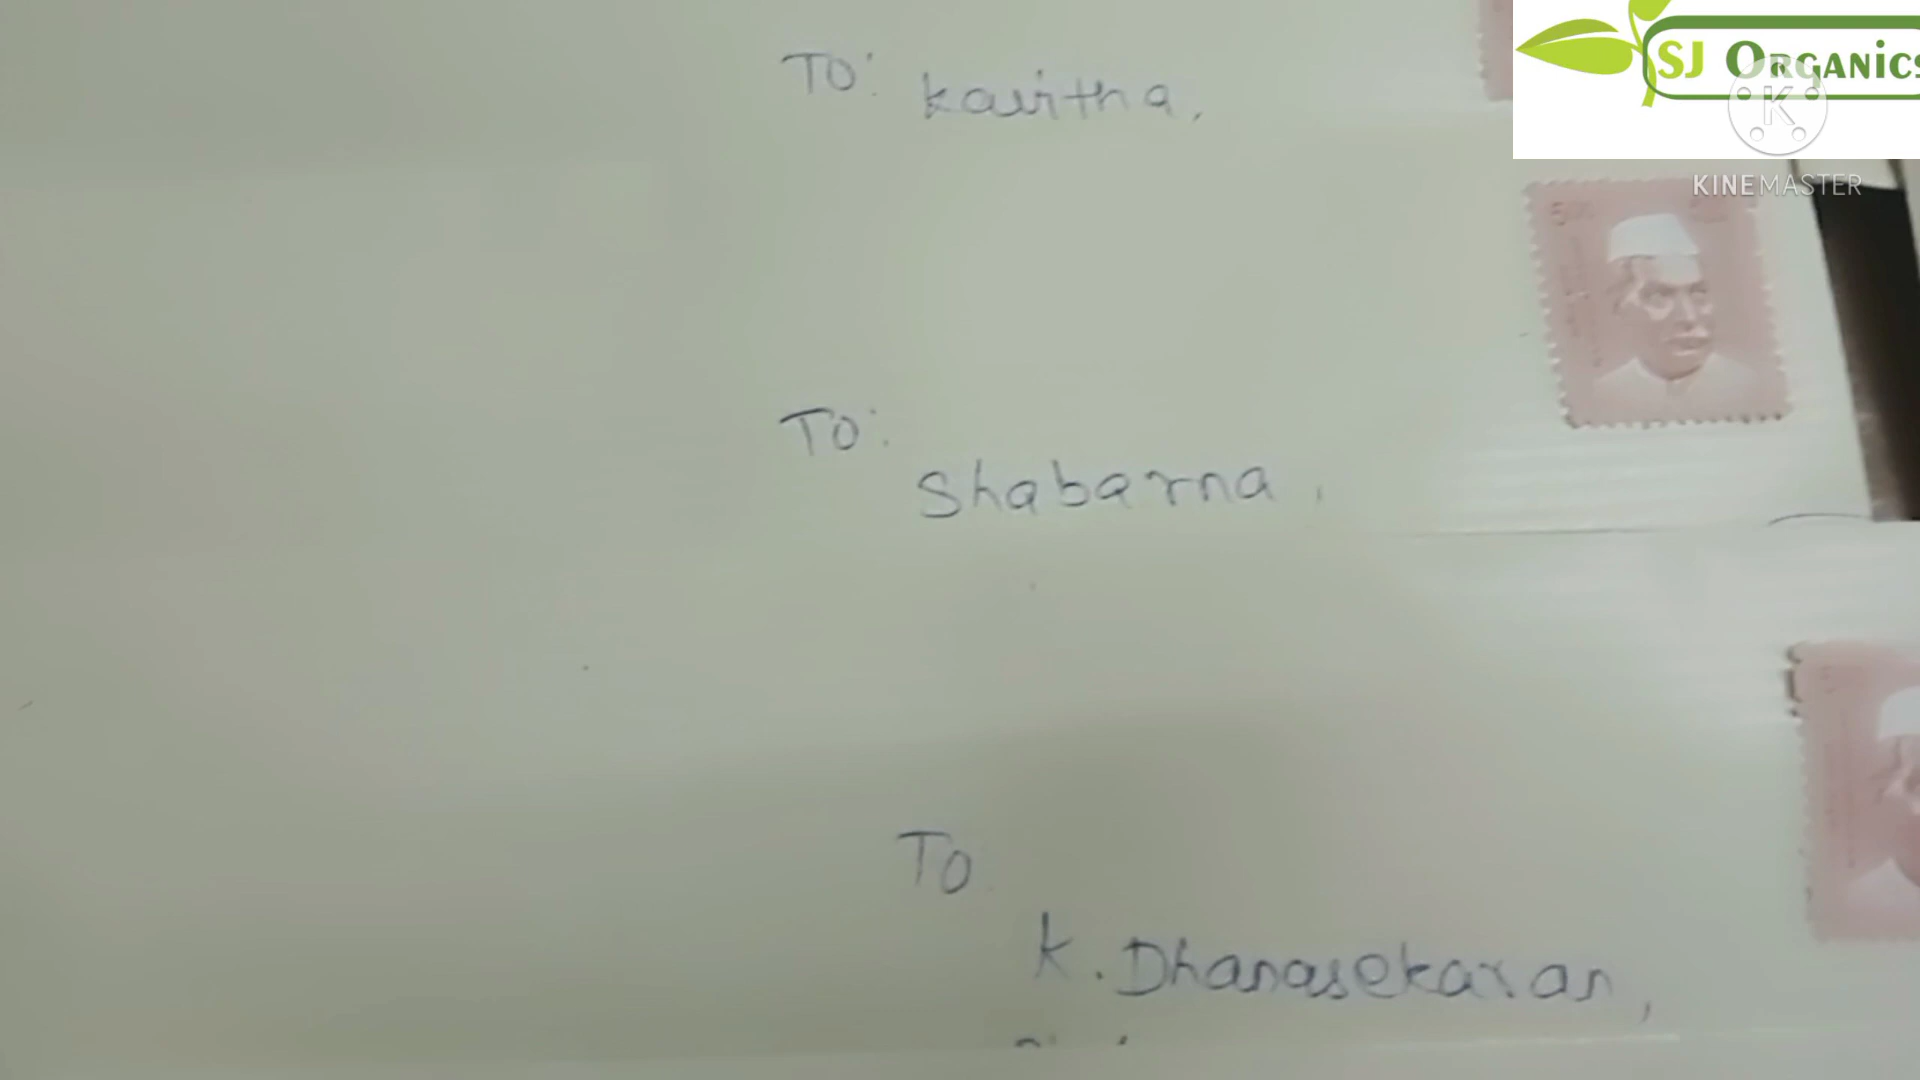 SJ ORGANICS
TO: Kavitha,
KINEMASTER
TO:
Shabarna,
To
K. Dhanasekaran,